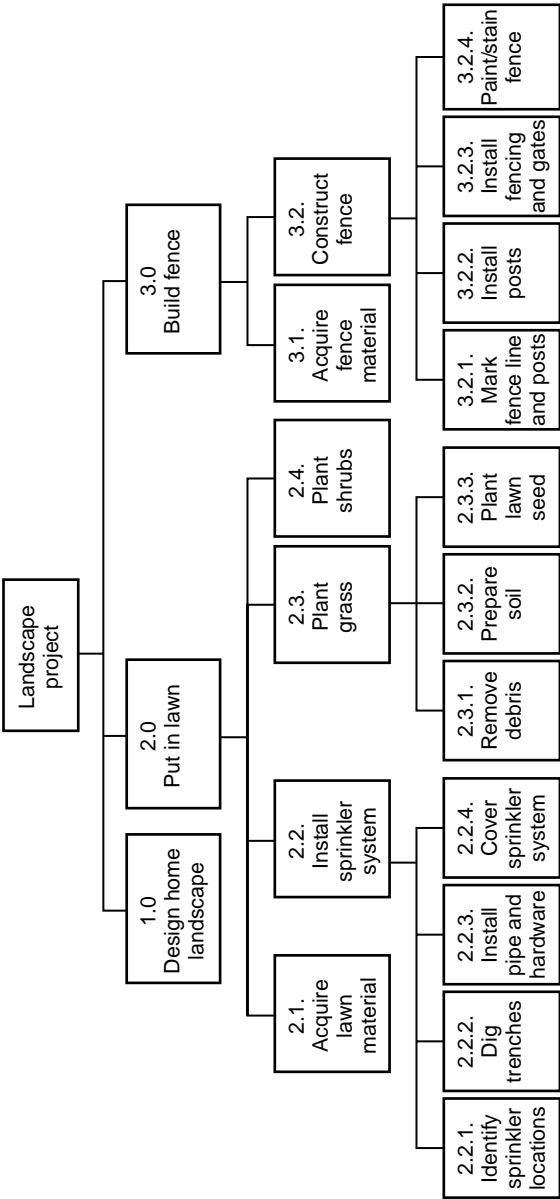 Landscape
project
1.0
Design home
landscape
2.0
Put in lawn
3.0
Build fence
2.1.
Acquire
lawn
material
2.2.
Install
sprinkler
system
2.3.
Plant
grass
2.4.
Plant
shrubs
3.1.
Acquire
fence
material
3.2.
Construct
fence
2.2.1.
Identify
sprinkler
locations
2.2.2.
Dig
trenches
2.2.3.
Install
pipe and
hardware
2.2.4.
Cover
sprinkler
system
2.3.1.
Remove
debris
2.3.2.
Prepare
soil
2.3.3.
Plant
lawn
seed
3.2.1.
Mark
fence line
and posts
3.2.2.
Install
posts
3.2.3.
Install
fencing
and gates
3.2.4.
Paint/stain
fence